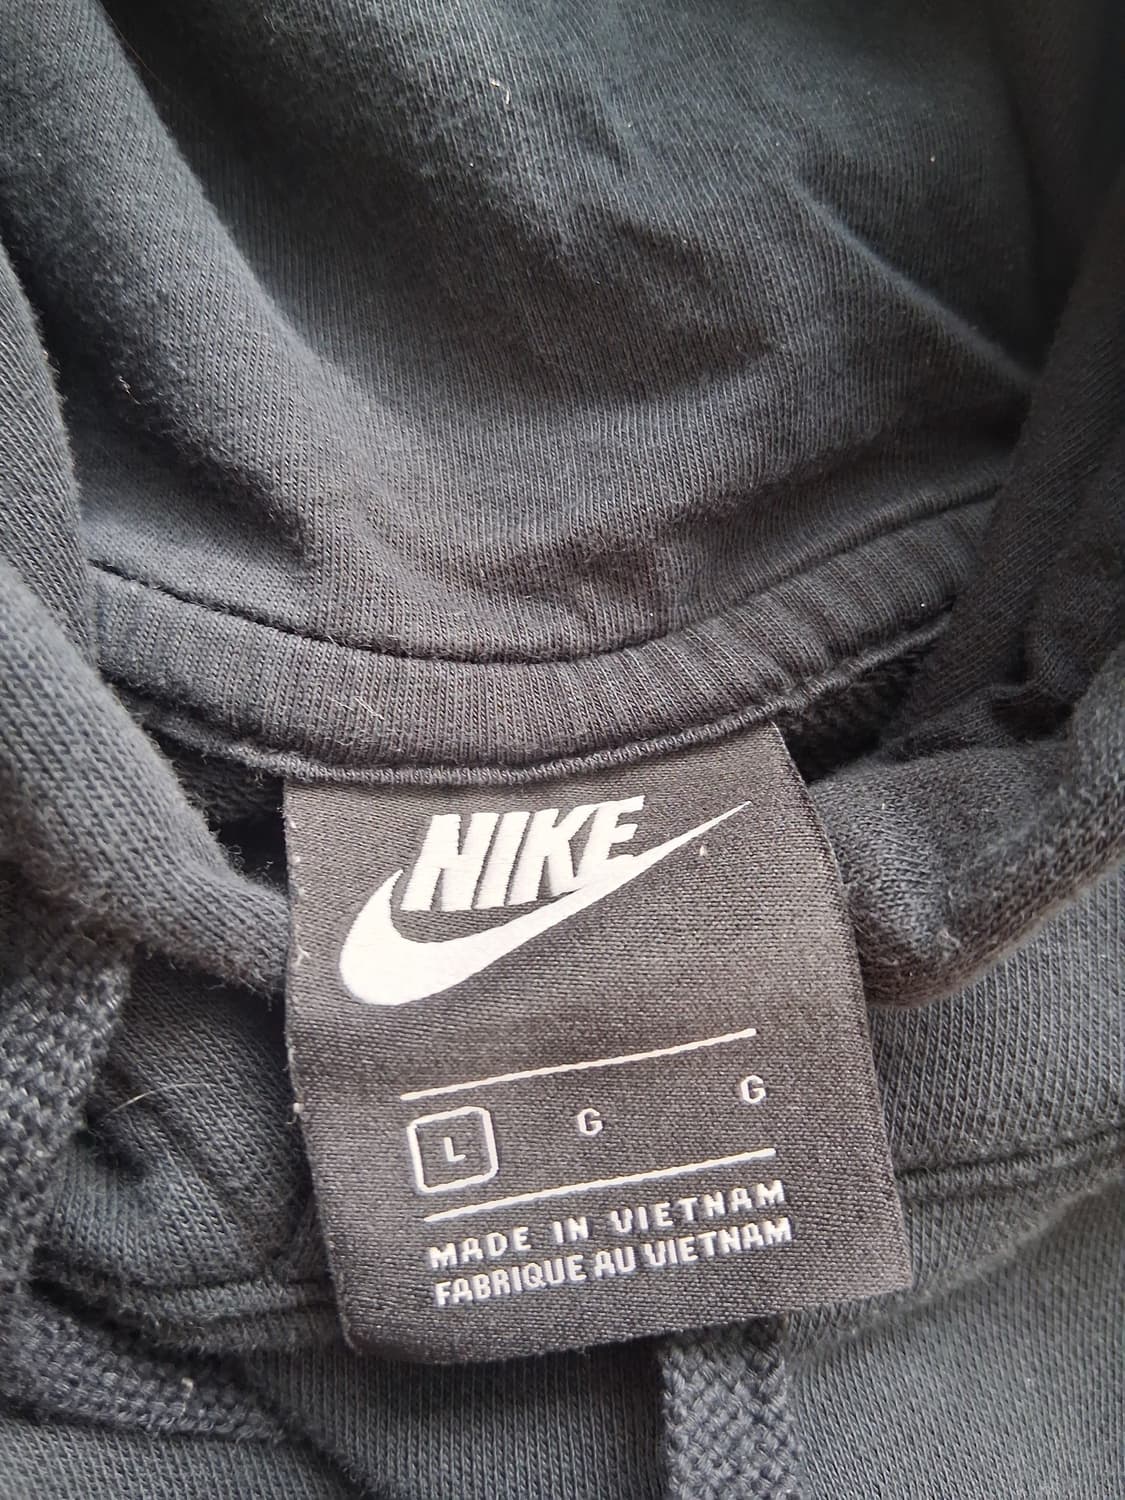 NIKE
L G G
MADE IN VIETNAM
FABRIQUE AU VIETNAM